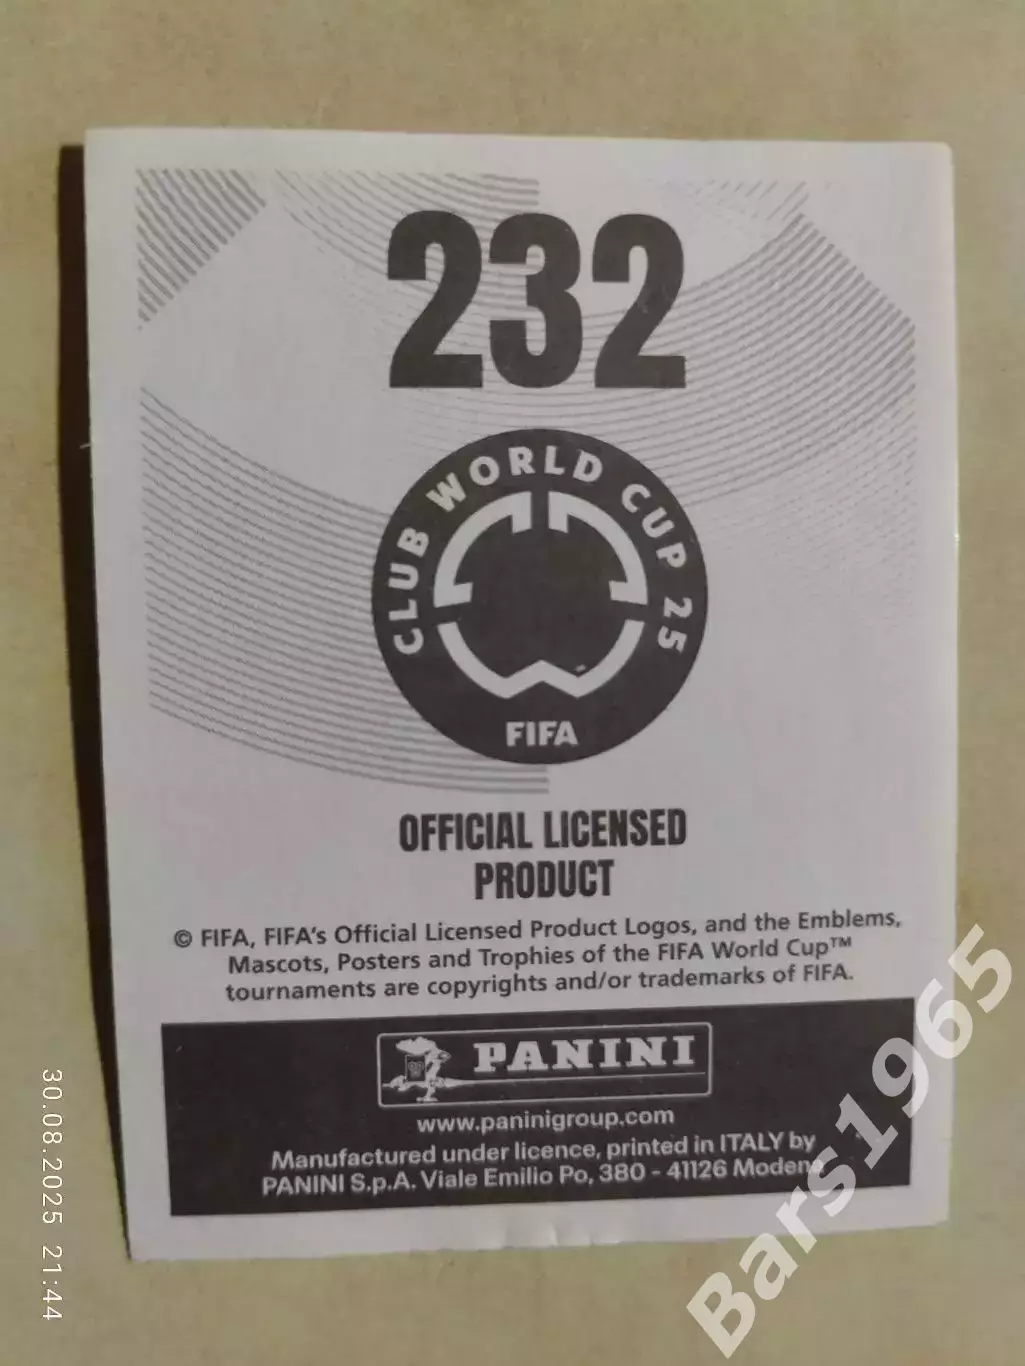 232
CLUB WORLD CUP 25
FIFA
OFFICIAL LICENSED
PRODUCT
© FIFA, FIFA's Official Licensed Product Logos, and the Emblems,
Mascots, Posters and Trophies of the FIFA World Cup™
tournaments are copyrights and/or trademarks of FIFA.
PANINI
www.paninigroup.com
Manufactured under licence, printed in ITALY by
PANINI S.p.A. Viale Emilio Po, 380 - 41126 Modena
30.08.2025 21:44
Bars1965